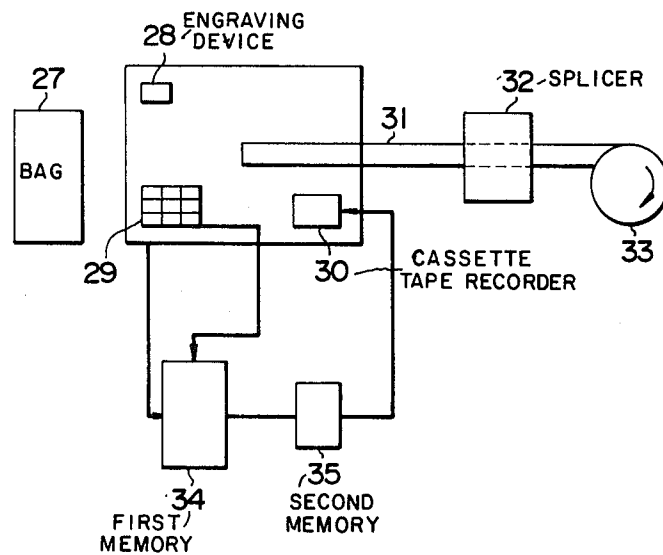 28 ENGRAVING
DEVICE
27
32 SPLICER
31
BAG
29
30
33
CASSETTE
TAPE RECORDER
34
35
FIRST
MEMORY
SECOND
MEMORY